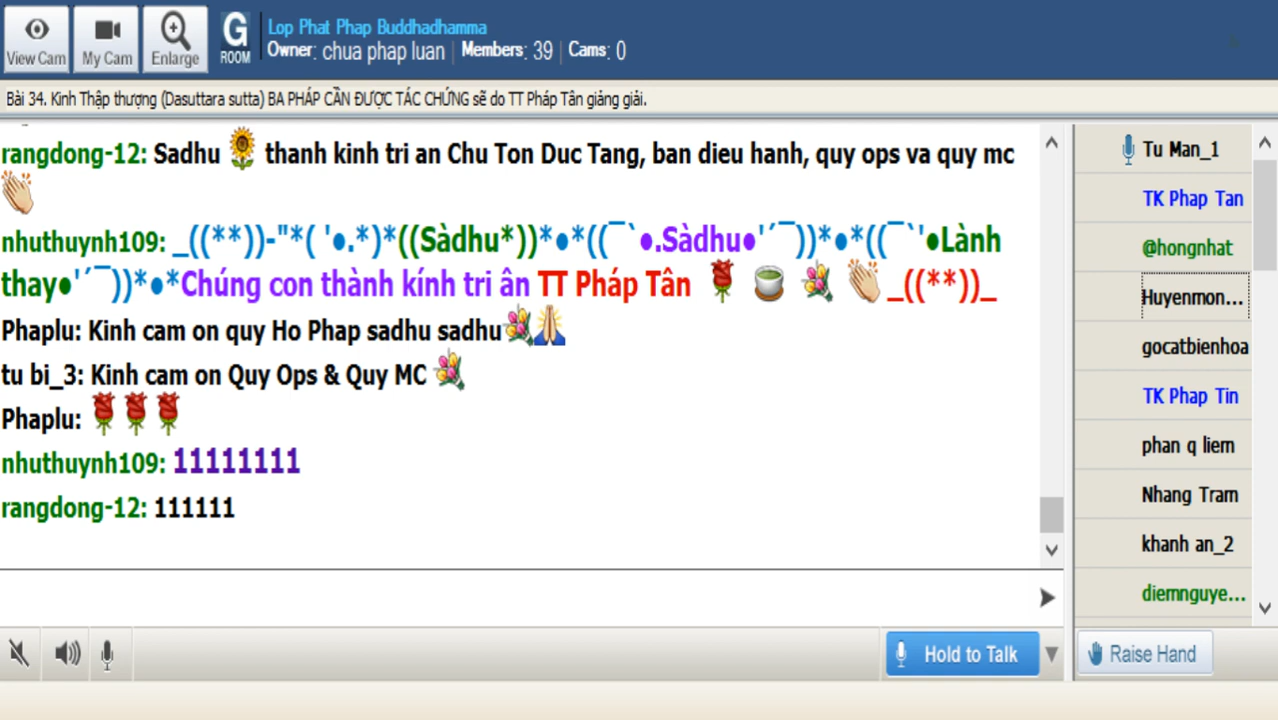 View Cam My Cam Enlarge G ROOM
Lop Phat Phap Buddhadhamma
Owner: chua phap luan | Members: 39 | Cams: 0
Bài 34. Kinh Thập thượng (Dasuttara sutta) BA PHÁP CẦN ĐƯỢC TÁC CHỨNG sẽ do TT Pháp Tân giảng giải.
rangdong-12: Sadhu 🌻 thanh kinh tri an Chu Ton Duc Tang, ban dieu hanh, quy ops va quy mc
👏
nhuthuynh109: _((**))-"*( '●.*)*((Sàdhu*))*●*((¯`●.Sàdhu●'´¯))*●*((¯`'●Lành
thay●'´¯))*●*Chúng con thành kính tri ân TT Pháp Tân 🌹 🍵 💐 👏 _((**))_
Phaplu: Kinh cam on quy Ho Phap sadhu sadhu💐🙏
tu bi_3: Kinh cam on Quy Ops & Quy MC 💐
Phaplu: 🌹🌹🌹
nhuthuynh109: 11111111
rangdong-12: 111111
Hold to Talk
Tu Man_1
TK Phap Tan
@hongnhat
Huyenmon...
gocatbienhoa
TK Phap Tin
phan q liem
Nhang Tram
khanh an_2
diemnguye...
Raise Hand